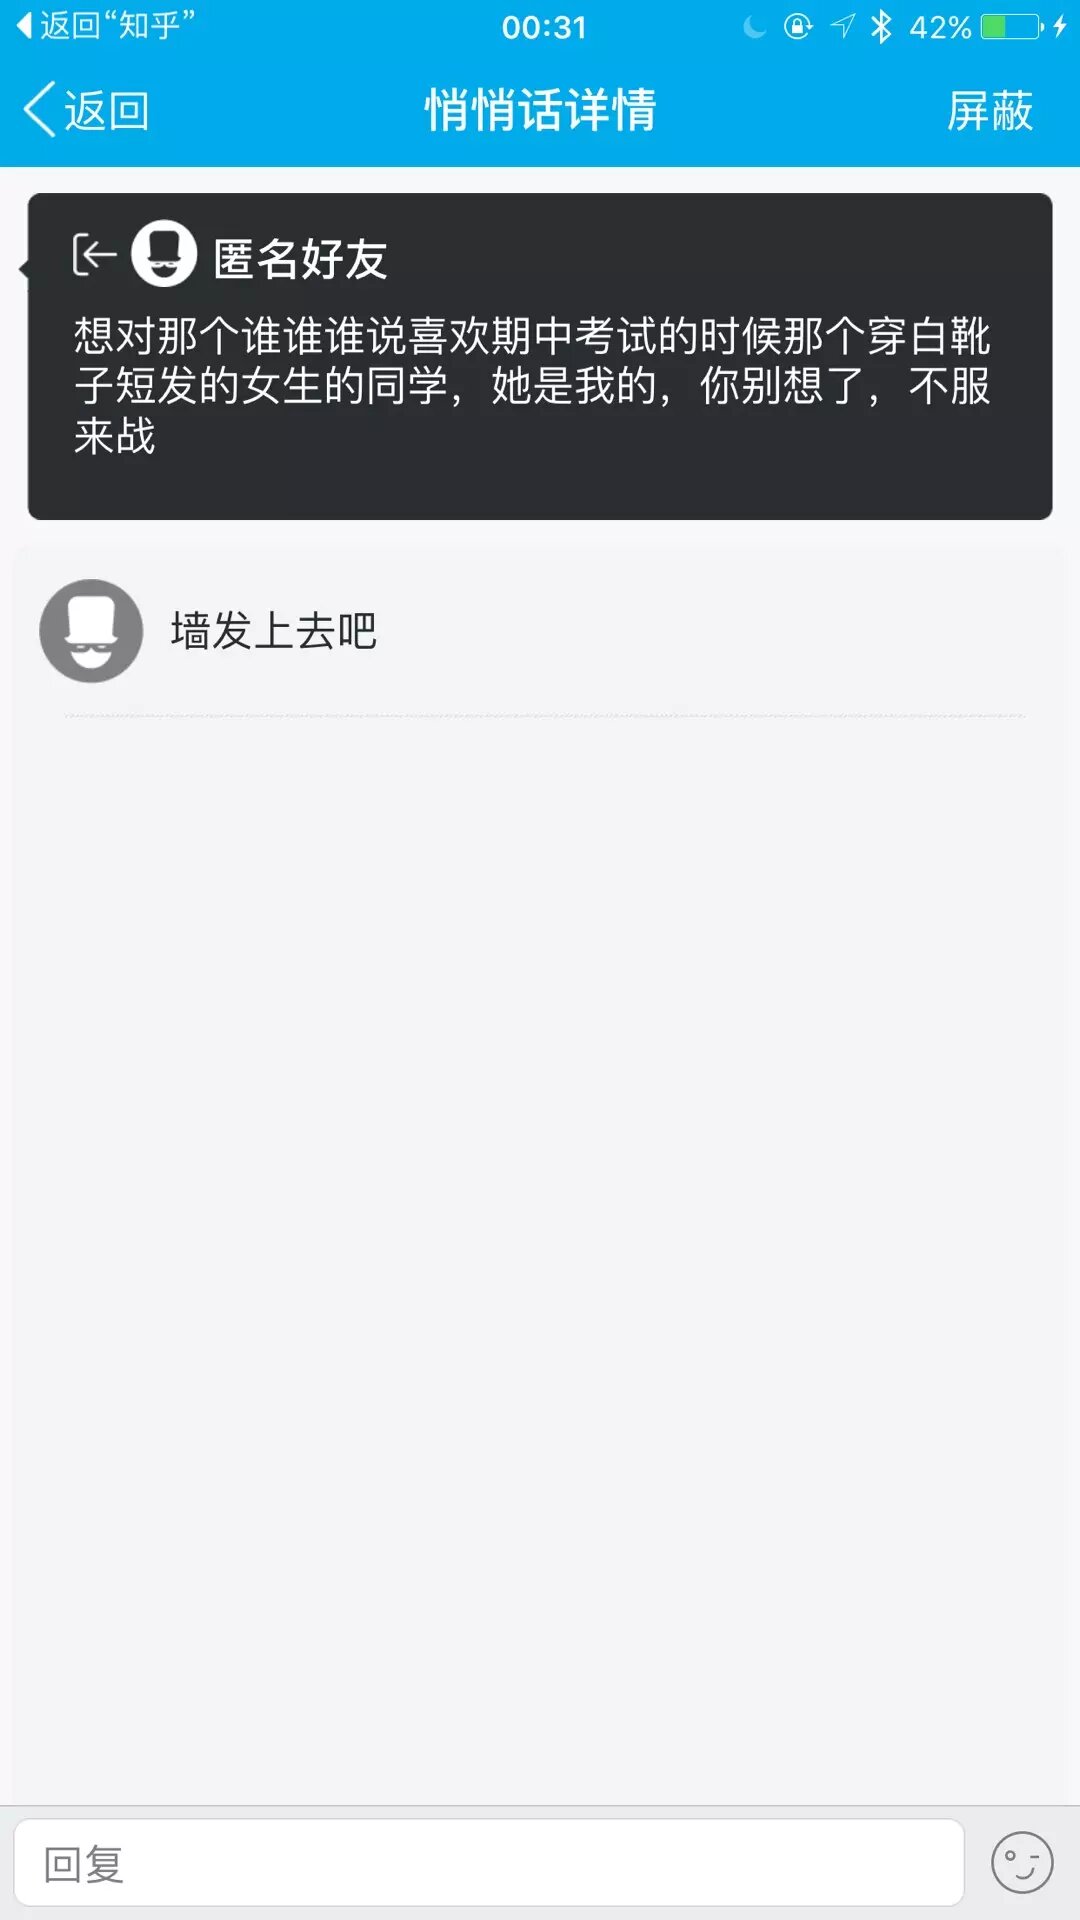 返回“知乎”
00:31
42%
返回
悄悄话详情
屏蔽
匿名好友
想对那个谁谁谁说喜欢期中考试的时候那个穿白靴
子短发的女生的同学，她是我的，你别想了，不服
来战
墙发上去吧
回复